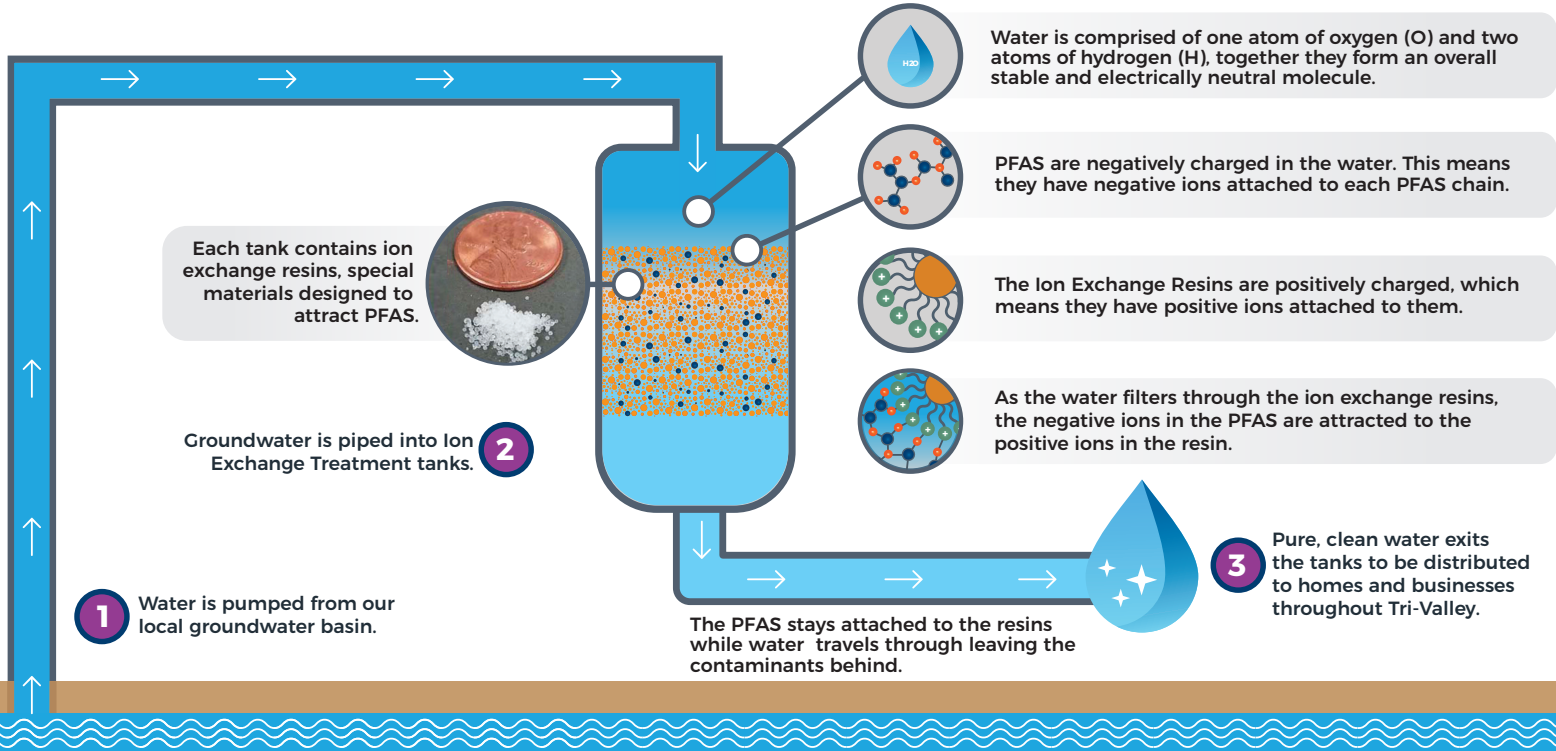 Water is comprised of one atom of oxygen (O) and two
atoms of hydrogen (H), together they form an overall
stable and electrically neutral molecule.
H2O
PFAS are negatively charged in the water. This means
they have negative ions attached to each PFAS chain.
Each tank contains ion
exchange resins, special
materials designed to
attract PFAS.
The Ion Exchange Resins are positively charged, which
means they have positive ions attached to them.
+
+
+
+
+
As the water filters through the ion exchange resins,
the negative ions in the PFAS are attracted to the
positive ions in the resin.
+
+
+
+
+
+
Groundwater is piped into Ion
Exchange Treatment tanks.
2
1
Water is pumped from our
local groundwater basin.
3
Pure, clean water exits
the tanks to be distributed
to homes and businesses
throughout Tri-Valley.
The PFAS stays attached to the resins
while water travels through leaving the
contaminants behind.